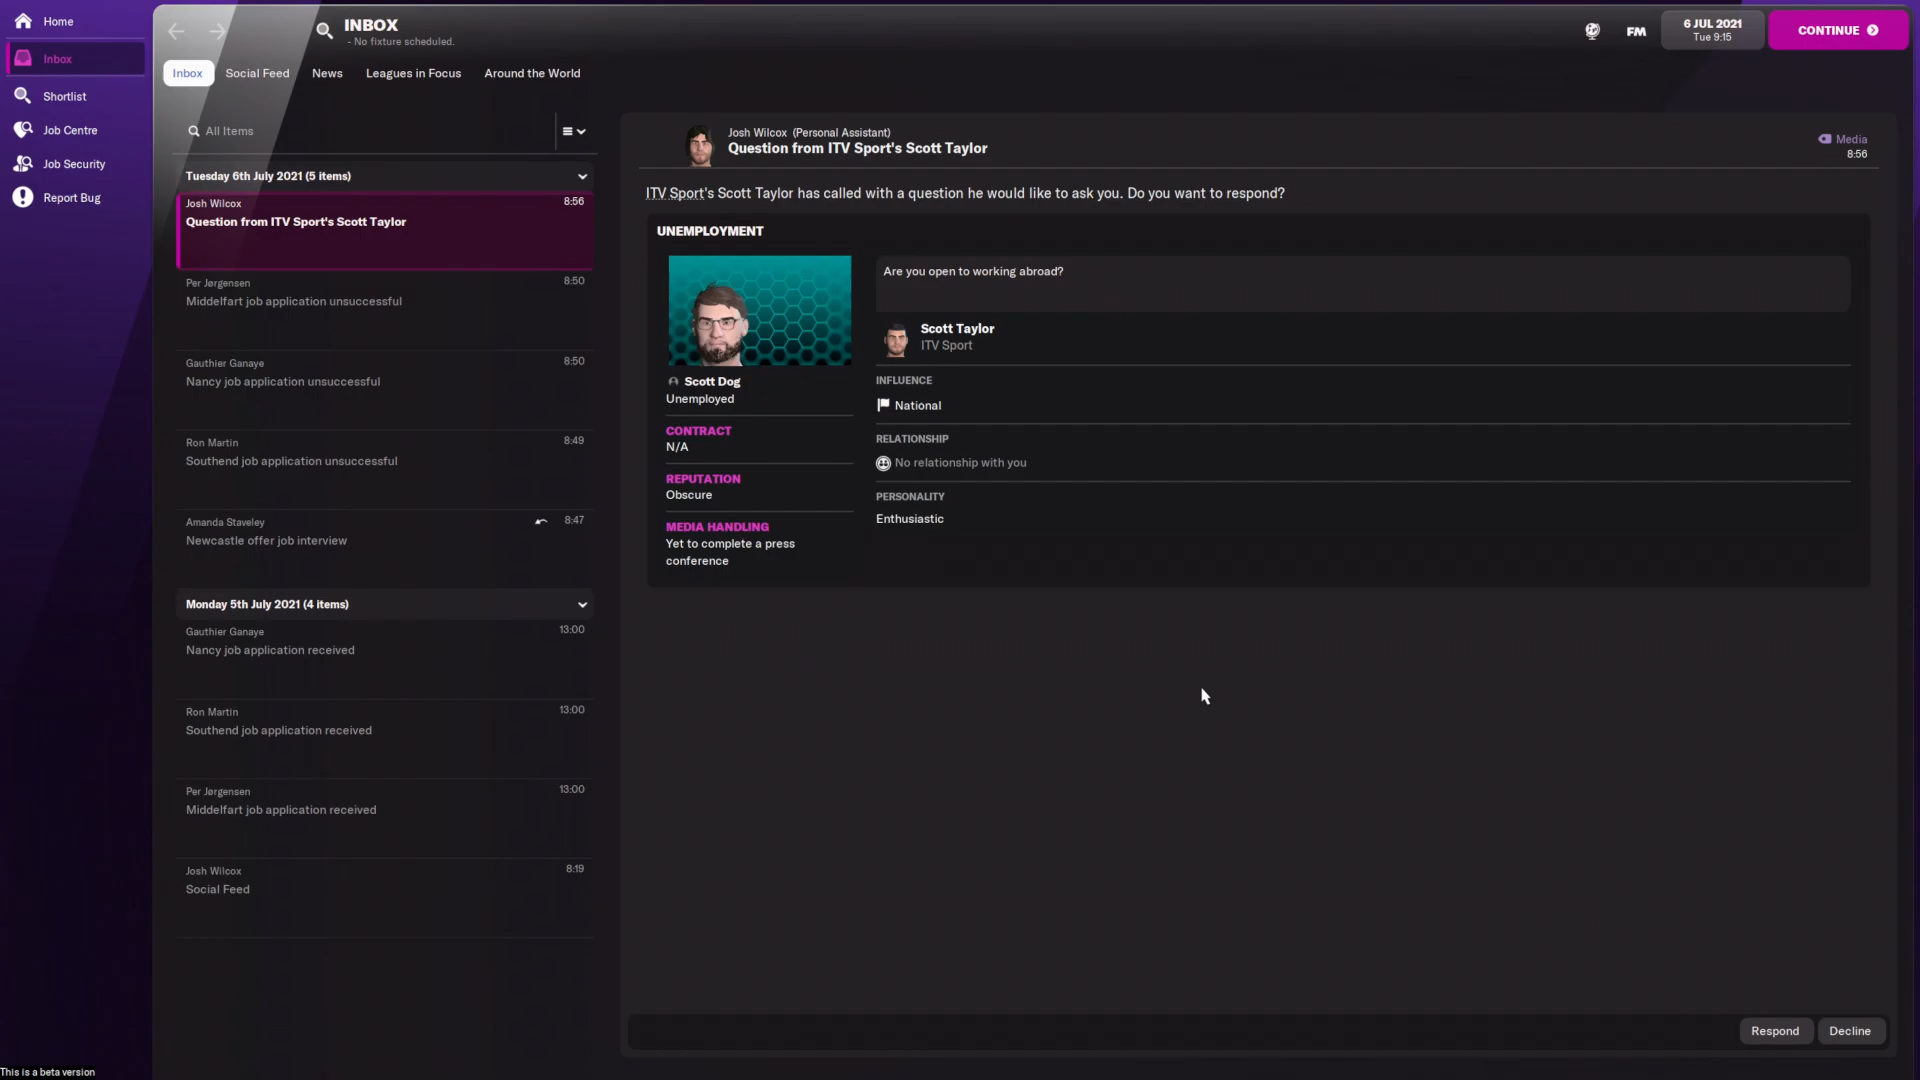 Home
Inbox
Shortlist
Job Centre
Job Security
Report Bug
This is a beta version
INBOX
- No fixture scheduled.
FM
6 JUL 2021
Tue 9:15
CONTINUE
Inbox
Social Feed
News
Leagues in Focus
Around the World
All Items
Tuesday 6th July 2021 (5 items)
Josh Wilcox
8:56
Question from ITV Sport's Scott Taylor
Per Jørgensen
8:50
Middelfart job application unsuccessful
Gauthier Ganaye
8:50
Nancy job application unsuccessful
Ron Martin
8:49
Southend job application unsuccessful
Amanda Staveley
8:47
Newcastle offer job interview
Monday 5th July 2021 (4 items)
Gauthier Ganaye
13:00
Nancy job application received
Ron Martin
13:00
Southend job application received
Per Jørgensen
13:00
Middelfart job application received
Josh Wilcox
8:19
Social Feed
Josh Wilcox (Personal Assistant)
Question from ITV Sport's Scott Taylor
Media
8:56
ITV Sport's Scott Taylor has called with a question he would like to ask you. Do you want to respond?
UNEMPLOYMENT
Scott Dog
Unemployed
CONTRACT
N/A
REPUTATION
Obscure
MEDIA HANDLING
Yet to complete a press
conference
Are you open to working abroad?
Scott Taylor
ITV Sport
INFLUENCE
National
RELATIONSHIP
No relationship with you
PERSONALITY
Enthusiastic
Respond
Decline